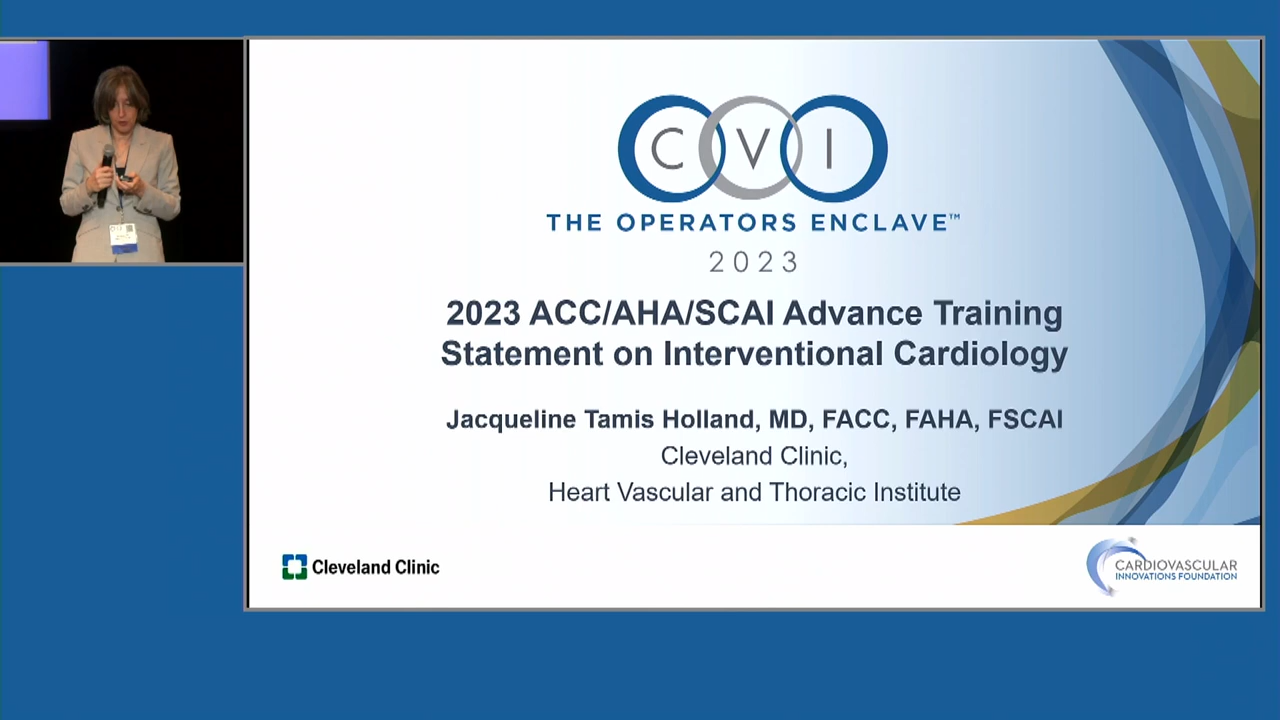 C V I
THE OPERATORS ENCLAVE™
2023
2023 ACC/AHA/SCAI Advance Training
Statement on Interventional Cardiology
Jacqueline Tamis Holland, MD, FACC, FAHA, FSCAI
Cleveland Clinic,
Heart Vascular and Thoracic Institute
Cleveland Clinic
CARDIOVASCULAR
INNOVATIONS FOUNDATION